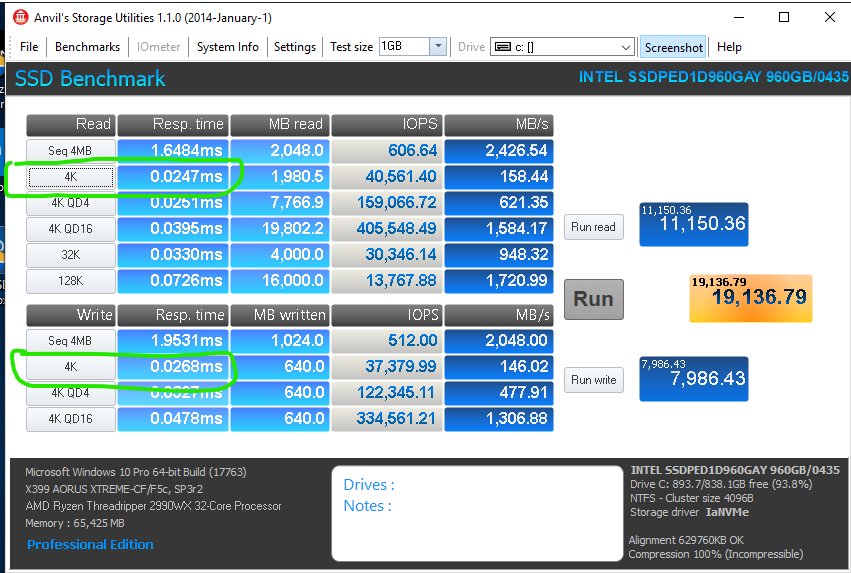 Anvil's Storage Utilities 1.1.0 (2014-January-1)
File Benchmarks IOmeter System Info Settings Test size 1GB Drive c: [] Screenshot Help
SSD Benchmark INTEL SSDPED1D960GAY 960GB/0435
Read Resp. time MB read IOPS MB/s
Seq 4MB 1.6484ms 2,048.0 606.64 2,426.54
4K 0.0247ms 1,980.5 40,561.40 158.44
4K QD4 0.0251ms 7,766.9 159,066.72 621.35
4K QD16 0.0395ms 19,802.2 405,548.49 1,584.17
32K 0.0330ms 4,000.0 30,346.14 948.32
128K 0.0726ms 16,000.0 13,767.88 1,720.99
Run read
11,150.36
11,150.36
Run
19,136.79
19,136.79
Write Resp. time MB written IOPS MB/s
Seq 4MB 1.9531ms 1,024.0 512.00 2,048.00
4K 0.0268ms 640.0 37,379.99 146.02
4K QD4 0.0327ms 640.0 122,345.11 477.91
4K QD16 0.0478ms 640.0 334,561.21 1,306.88
Run write
7,986.43
7,986.43
Microsoft Windows 10 Pro 64-bit Build (17763)
X399 AORUS XTREME-CF/F5c, SP3r2
AMD Ryzen Threadripper 2990WX 32-Core Processor
Memory : 65,425 MB
Professional Edition
Drives :
Notes :
INTEL SSDPED1D960GAY 960GB/0435
Drive C: 893.7/838.1GB free (93.8%)
NTFS - Cluster size 4096B
Storage driver IaNVMe
Alignment 629760KB OK
Compression 100% (Incompressible)